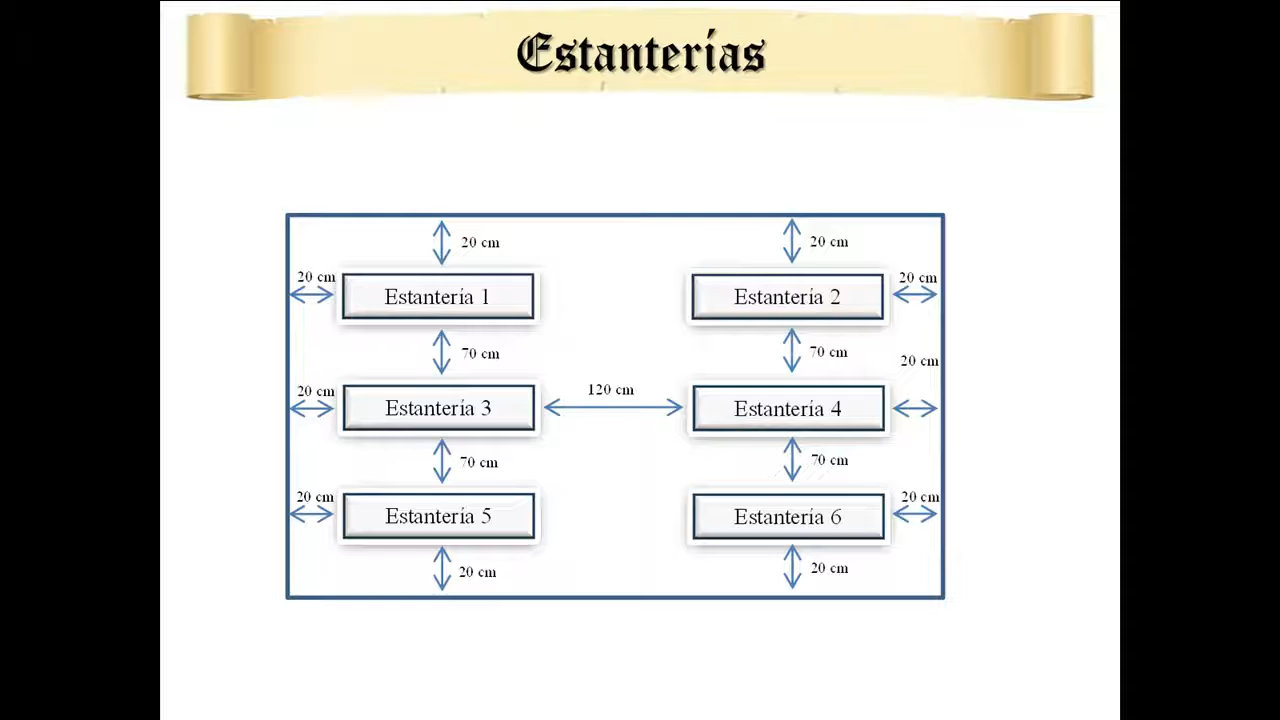 Estanterías
20 cm
20 cm
20 cm
20 cm
Estantería 1
Estantería 2
70 cm
70 cm
20 cm
20 cm
120 cm
Estantería 3
Estantería 4
70 cm
70 cm
20 cm
20 cm
Estantería 5
Estantería 6
20 cm
20 cm